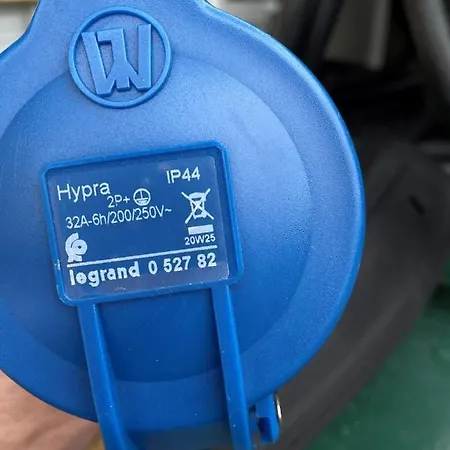 Hypra
IP44
2P+
32A-6h/200/250V~
20W25
legrand 0 527 82